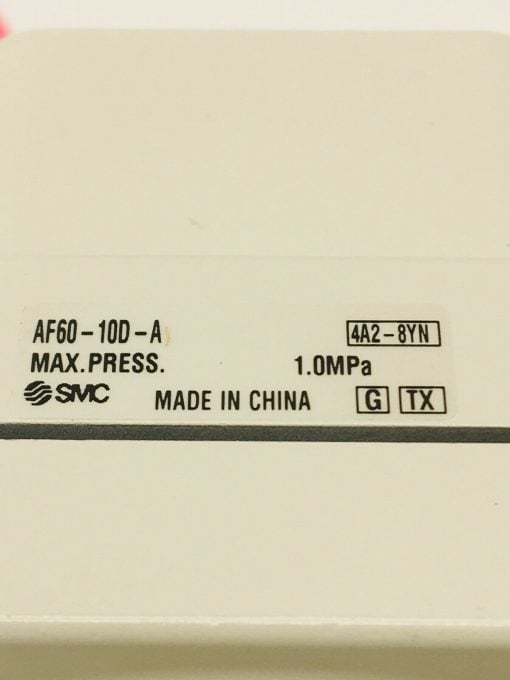 AF60-10D-A 4A2-8YN
MAX.PRESS. 1.0MPa
SMC MADE IN CHINA G TX